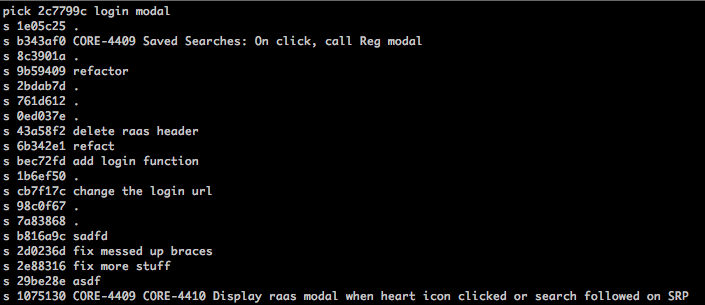 pick 2c7799c login modal
s 1e05c25 .
s b343af0 CORE-4409 Saved Searches: On click, call Reg modal
s 8c3901a .
s 9b59409 refactor
s 2bdab7d .
s 761d612 .
s 0ed037e .
s 43a58f2 delete raas header
s 6b342e1 refact
s bec72fd add login function
s 1b6ef50 .
s cb7f17c change the login url
s 98c0f67 .
s 7a83868 .
s b816a9c sadfd
s 2d0236d fix messed up braces
s 2e88316 fix more stuff
s 29be28e asdf
s 1075130 CORE-4409 CORE-4410 Display raas modal when heart icon clicked or search followed on SRP